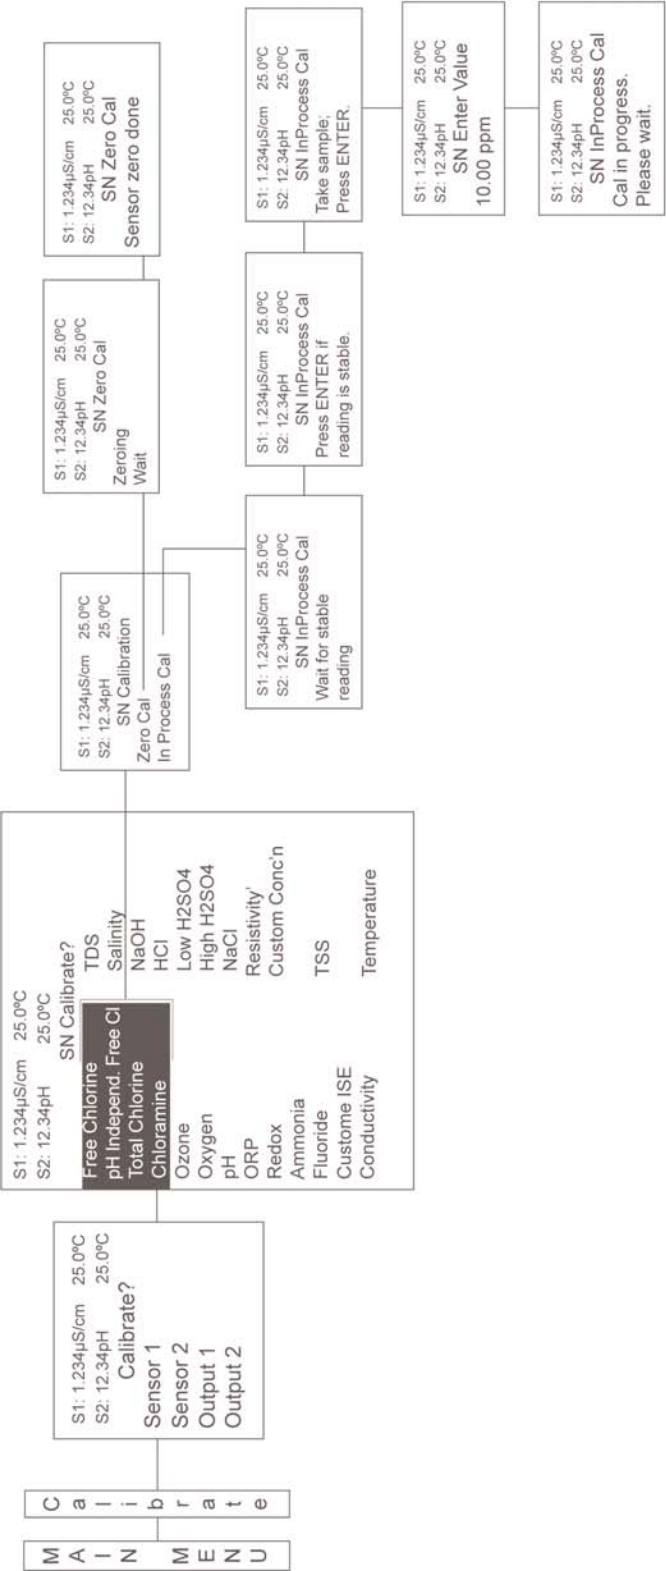 MAIN MENU
Calibrate
S1: 1.234µS/cm 25.0ºC
S2: 12.34pH 25.0ºC
Calibrate?
Sensor 1
Sensor 2
Output 1
Output 2
S1: 1.234µS/cm 25.0ºC
S2: 12.34pH 25.0ºC
SN Calibrate?
Free Chlorine TDS
pH Independ. Free Cl Salinity
Total Chlorine NaOH
Chloramine HCl
Ozone Low H2SO4
Oxygen High H2SO4
pH NaCl
ORP Resistivity'
Redox Custom Conc'n
Ammonia
Fluoride TSS
Custome ISE
Conductivity Temperature
S1: 1.234µS/cm 25.0ºC
S2: 12.34pH 25.0ºC
SN Calibration
Zero Cal
In Process Cal
S1: 1.234µS/cm 25.0ºC
S2: 12.34pH 25.0ºC
SN Zero Cal
Zeroing
Wait
S1: 1.234µS/cm 25.0ºC
S2: 12.34pH 25.0ºC
SN Zero Cal
Sensor zero done
S1: 1.234µS/cm 25.0ºC
S2: 12.34pH 25.0ºC
SN InProcess Cal
Wait for stable
reading
S1: 1.234µS/cm 25.0ºC
S2: 12.34pH 25.0ºC
SN InProcess Cal
Press ENTER if
reading is stable.
S1: 1.234µS/cm 25.0ºC
S2: 12.34pH 25.0ºC
SN InProcess Cal
Take sample;
Press ENTER.
S1: 1.234µS/cm 25.0ºC
S2: 12.34pH 25.0ºC
SN Enter Value
10.00 ppm
S1: 1.234µS/cm 25.0ºC
S2: 12.34pH 25.0ºC
SN InProcess Cal
Cal in progress.
Please wait.